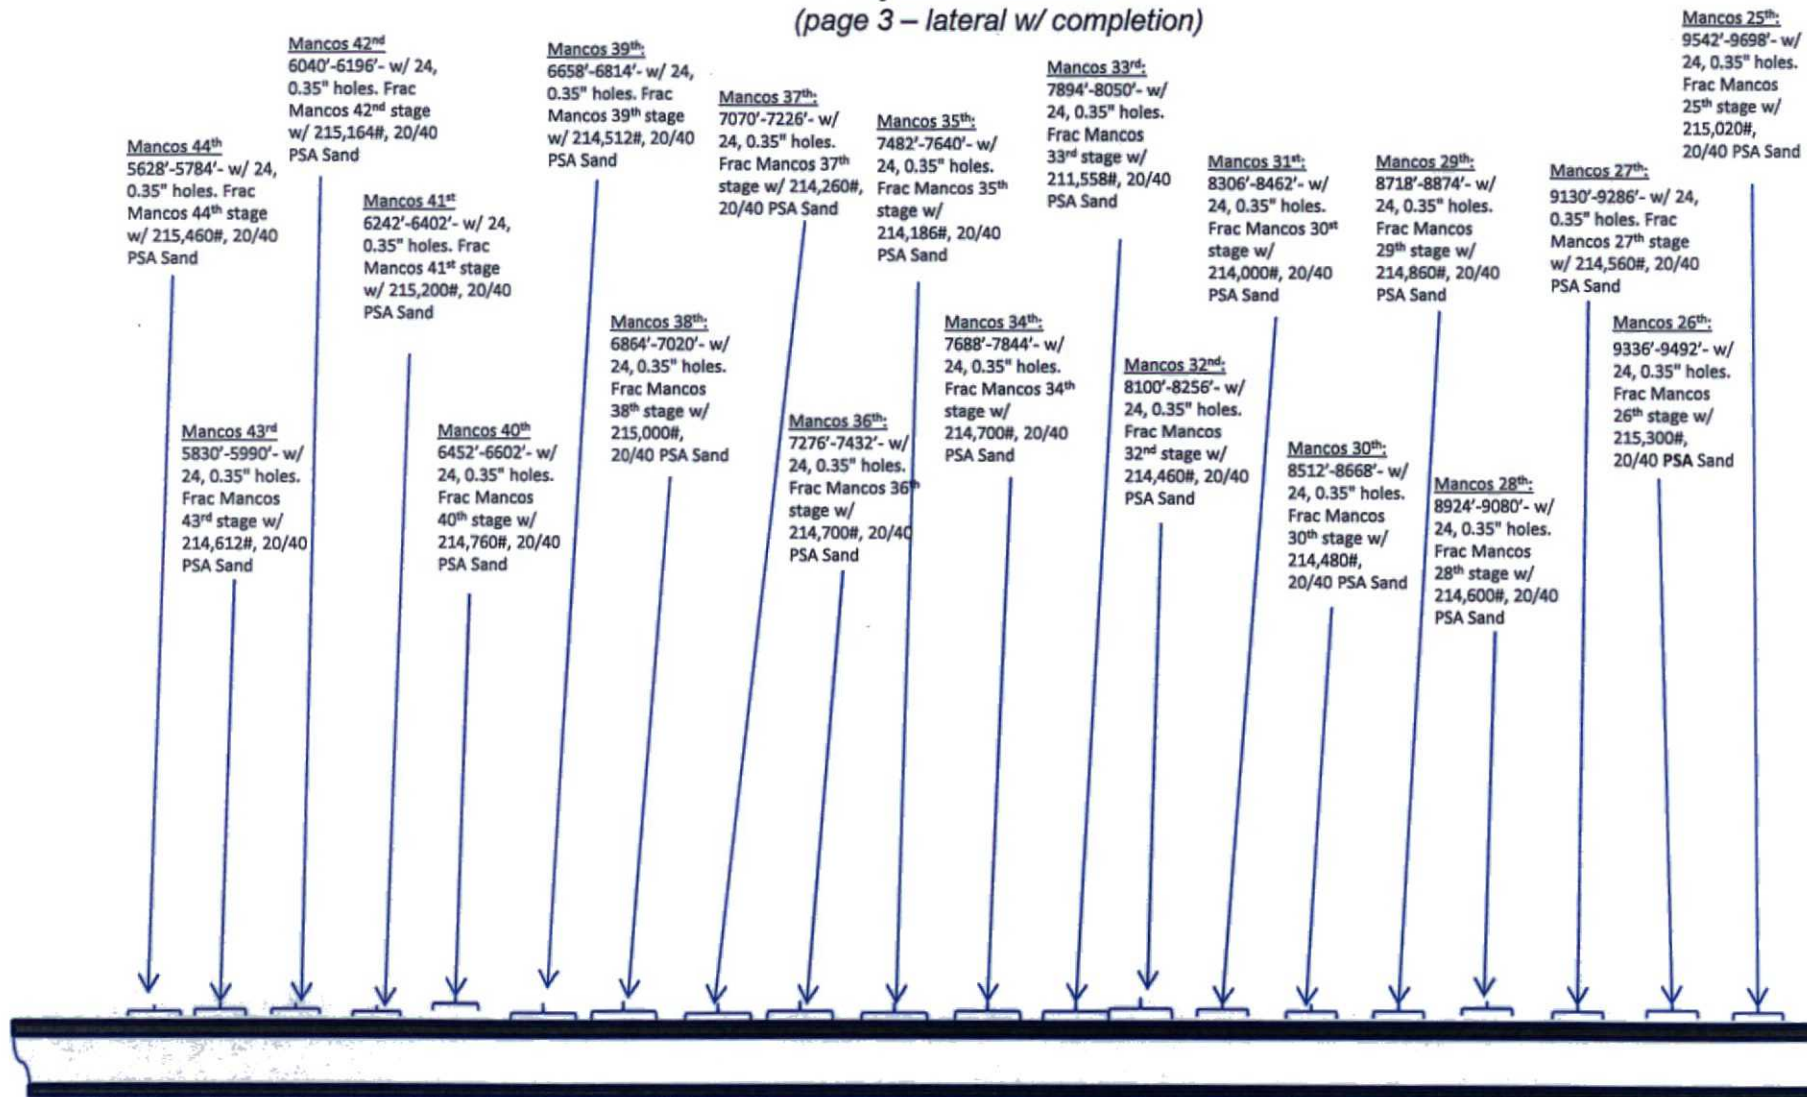 (page 3 – lateral w/ completion)
Mancos 44th
5628'-5784'- w/ 24,
0.35" holes. Frac
Mancos 44th stage
w/ 215,460#, 20/40
PSA Sand
Mancos 43rd
5830'-5990'- w/
24, 0.35" holes.
Frac Mancos
43rd stage w/
214,612#, 20/40
PSA Sand
Mancos 42nd
6040'-6196'- w/ 24,
0.35" holes. Frac
Mancos 42nd stage
w/ 215,164#, 20/40
PSA Sand
Mancos 41st
6242'-6402'- w/ 24,
0.35" holes. Frac
Mancos 41st stage
w/ 215,200#, 20/40
PSA Sand
Mancos 40th
6452'-6602'- w/
24, 0.35" holes.
Frac Mancos
40th stage w/
214,760#, 20/40
PSA Sand
Mancos 39th:
6658'-6814'- w/ 24,
0.35" holes. Frac
Mancos 39th stage
w/ 214,512#, 20/40
PSA Sand
Mancos 38th:
6864'-7020'- w/
24, 0.35" holes.
Frac Mancos
38th stage w/
215,000#,
20/40 PSA Sand
Mancos 37th:
7070'-7226'- w/
24, 0.35" holes.
Frac Mancos 37th
stage w/ 214,260#,
20/40 PSA Sand
Mancos 36th:
7276'-7432'- w/
24, 0.35" holes.
Frac Mancos 36th
stage w/
214,700#, 20/40
PSA Sand
Mancos 35th:
7482'-7640'- w/
24, 0.35" holes.
Frac Mancos 35th
stage w/
214,186#, 20/40
PSA Sand
Mancos 34th:
7688'-7844'- w/
24, 0.35" holes.
Frac Mancos 34th
stage w/
214,700#, 20/40
PSA Sand
Mancos 33rd:
7894'-8050'- w/
24, 0.35" holes.
Frac Mancos
33rd stage w/
211,558#, 20/40
PSA Sand
Mancos 32nd:
8100'-8256'- w/
24, 0.35" holes.
Frac Mancos
32nd stage w/
214,460#, 20/40
PSA Sand
Mancos 31st:
8306'-8462'- w/
24, 0.35" holes.
Frac Mancos 30st
stage w/
214,000#, 20/40
PSA Sand
Mancos 30th:
8512'-8668'- w/
24, 0.35" holes.
Frac Mancos
30th stage w/
214,480#,
20/40 PSA Sand
Mancos 29th:
8718'-8874'- w/
24, 0.35" holes.
Frac Mancos
29th stage w/
214,860#, 20/40
PSA Sand
Mancos 28th:
8924'-9080'- w/
24, 0.35" holes.
Frac Mancos
28th stage w/
214,600#, 20/40
PSA Sand
Mancos 27th:
9130'-9286'- w/ 24,
0.35" holes. Frac
Mancos 27th stage
w/ 214,560#, 20/40
PSA Sand
Mancos 26th:
9336'-9492'- w/
24, 0.35" holes.
Frac Mancos
26th stage w/
215,300#,
20/40 PSA Sand
Mancos 25th:
9542'-9698'- w/
24, 0.35" holes.
Frac Mancos
25th stage w/
215,020#,
20/40 PSA Sand